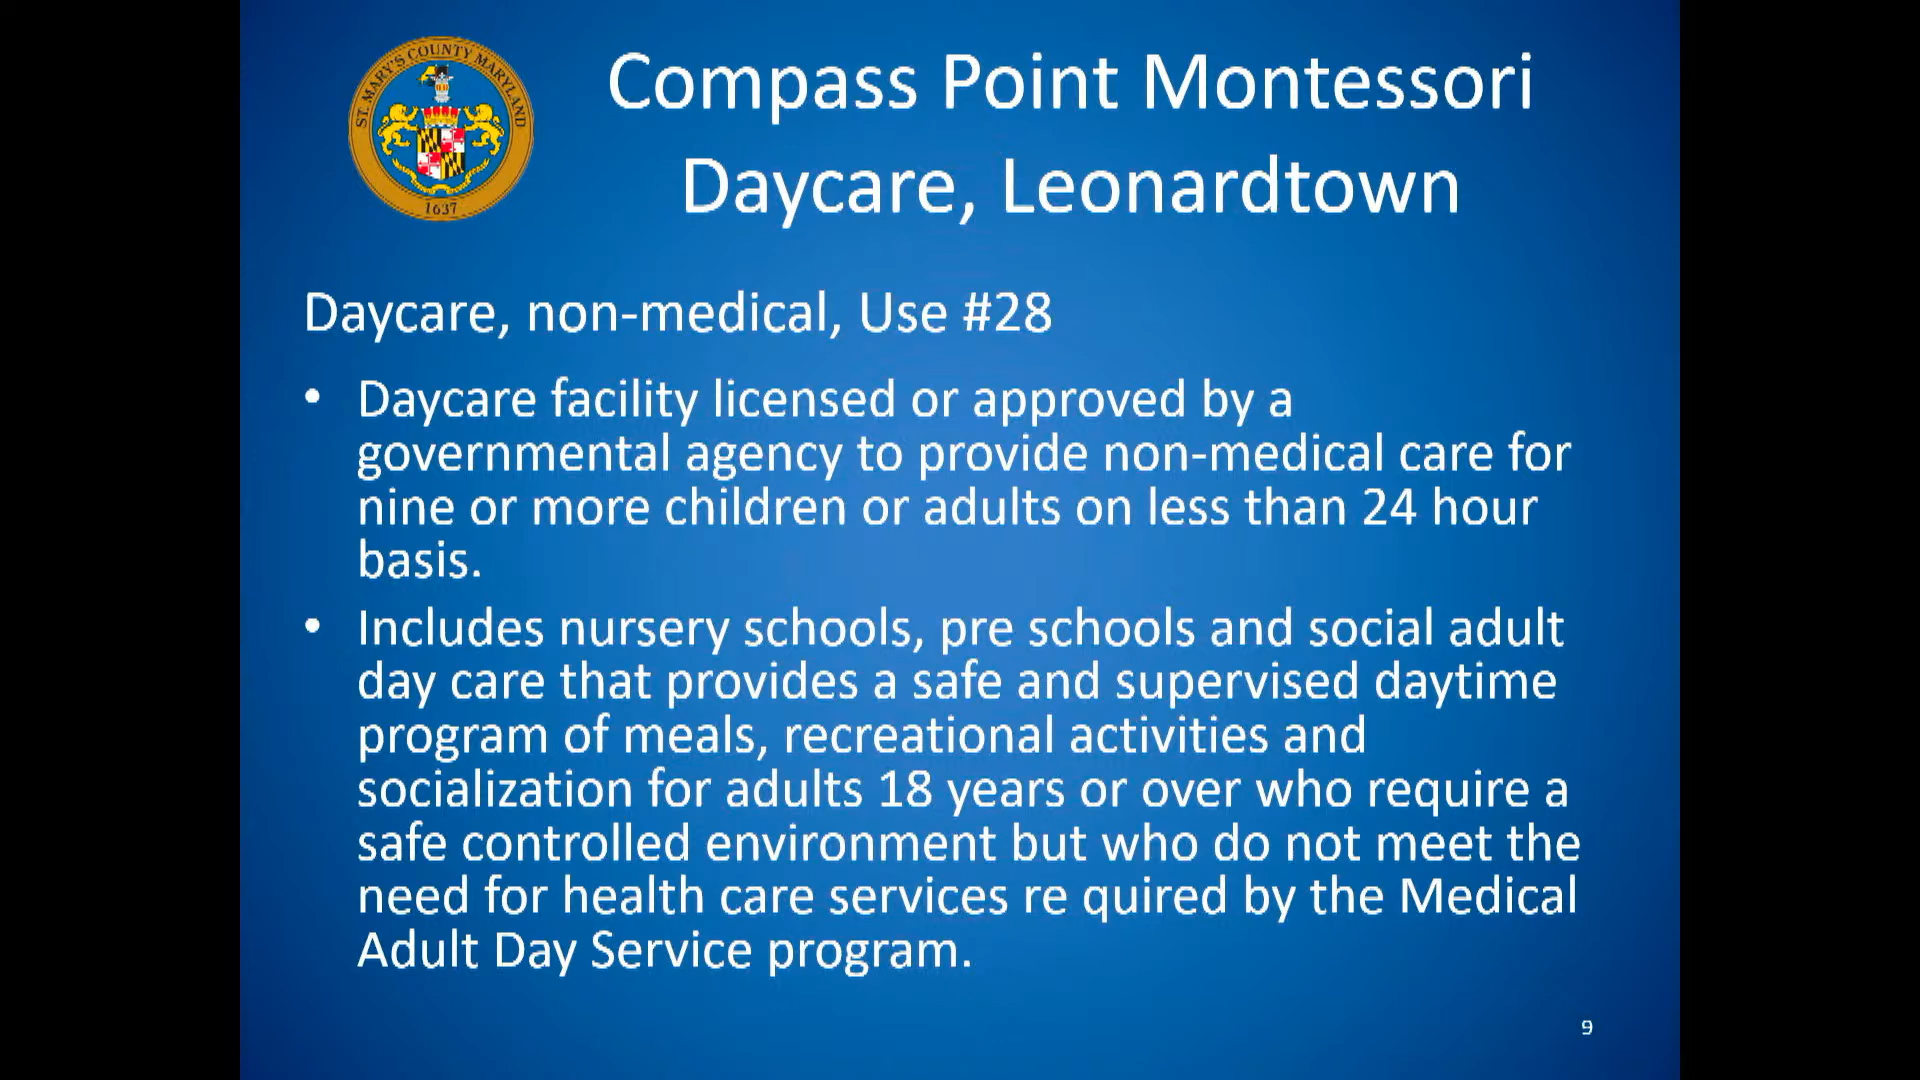 ST. MARY'S COUNTY MARYLAND
1637
Compass Point Montessori
Daycare, Leonardtown
Daycare, non-medical, Use #28
• Daycare facility licensed or approved by a
governmental agency to provide non-medical care for
nine or more children or adults on less than 24 hour
basis.
• Includes nursery schools, pre schools and social adult
day care that provides a safe and supervised daytime
program of meals, recreational activities and
socialization for adults 18 years or over who require a
safe controlled environment but who do not meet the
need for health care services re quired by the Medical
Adult Day Service program.
9